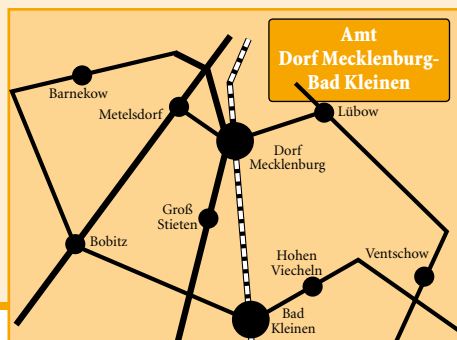 Amt
Dorf Mecklenburg-
Bad Kleinen
Barnekow
Metelsdorf
Lübow
Dorf
Mecklenburg
Groß
Stieten
Bobitz
Hohen
Viecheln
Ventschow
Bad
Kleinen